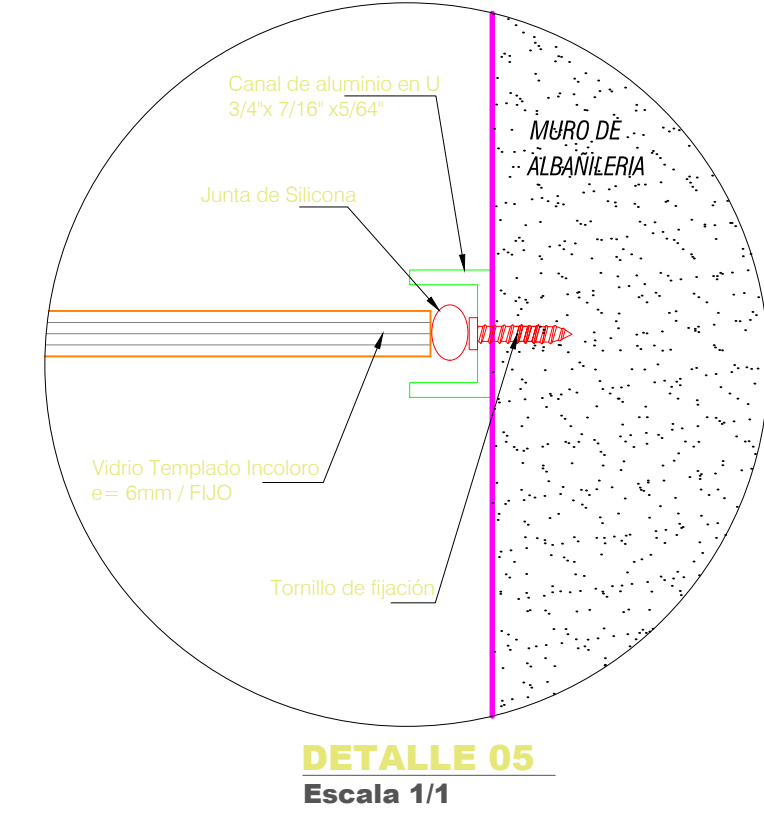 Canal de aluminio en U
3/4"x 7/16" x5/64"
MURO DE
ALBAÑILERIA
Junta de Silicona
Vidrio Templado Incoloro
e= 6mm / FIJO
Tornillo de fijación
DETALLE 05
Escala 1/1